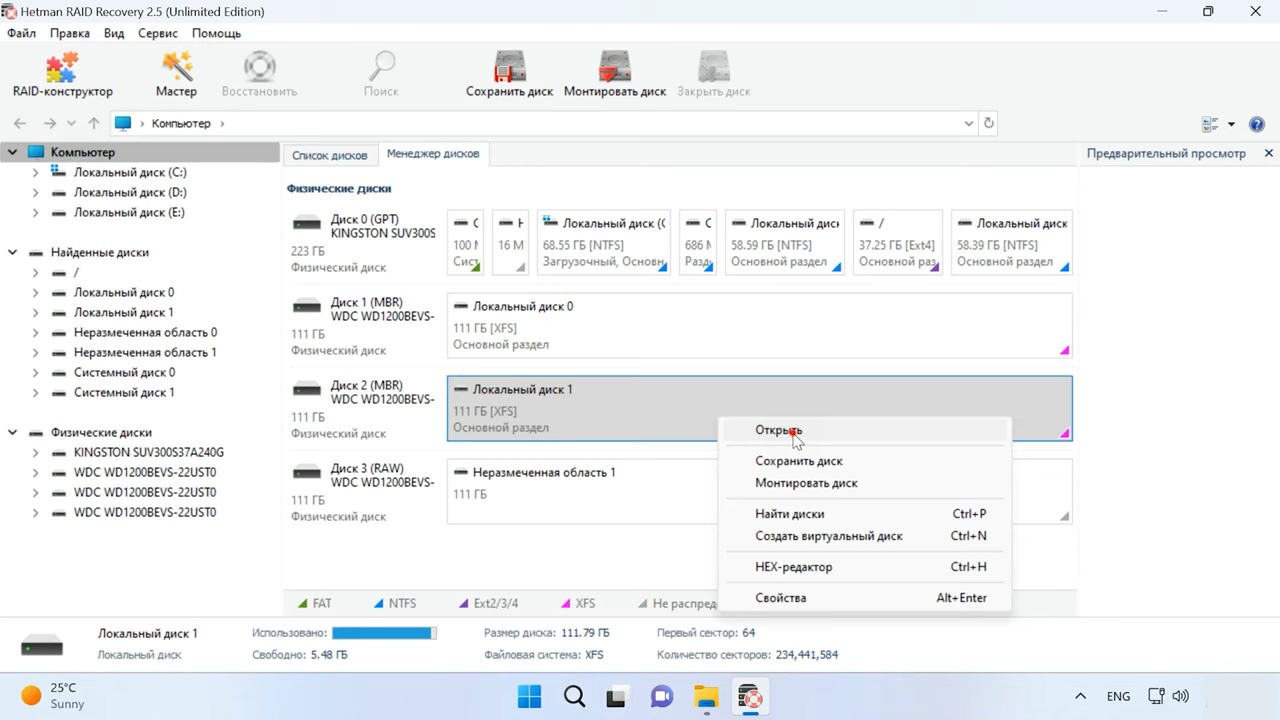 Hetman RAID Recovery 2.5 (Unlimited Edition)
Файл Правка Вид Сервис Помощь
RAID-конструктор Мастер Восстановить Поиск Сохранить диск Монтировать диск Закрыть диск
Компьютер
Компьютер
Локальный диск (C:)
Локальный диск (D:)
Локальный диск (E:)
Найденные диски
/
Локальный диск 0
Локальный диск 1
Неразмеченная область 0
Неразмеченная область 1
Системный диск 0
Системный диск 1
Физические диски
KINGSTON SUV300S37A240G
WDC WD1200BEVS-22UST0
WDC WD1200BEVS-22UST0
WDC WD1200BEVS-22UST0
Список дисков Менеджер дисков
Предварительный просмотр
Физические диски
Диск 0 (GPT)
KINGSTON SUV300S
223 ГБ
Физический диск
100
Сист
16 М
Локальный диск (
68.55 ГБ [NTFS]
Загрузочный, Основн
686
Разд
Локальный дис
58.59 ГБ [NTFS]
Основной раздел
/
37.25 ГБ [Ext4]
Основной раз
Локальный диск
58.39 ГБ [NTFS]
Основной раздел
Диск 1 (MBR)
WDC WD1200BEVS-
111 ГБ
Физический диск
Локальный диск 0
111 ГБ [XFS]
Основной раздел
Диск 2 (MBR)
WDC WD1200BEVS-
111 ГБ
Физический диск
Локальный диск 1
111 ГБ [XFS]
Основной раздел
Диск 3 (RAW)
WDC WD1200BEVS-
111 ГБ
Физический диск
Неразмеченная область 1
111 ГБ
Открыть
Сохранить диск
Монтировать диск
Найти диски Ctrl+P
Создать виртуальный диск Ctrl+N
HEX-редактор Ctrl+H
Свойства Alt+Enter
FAT NTFS Ext2/3/4 XFS Не распред
Локальный диск 1
Локальный диск
Использовано:
Свободно: 5.48 ГБ
Размер диска: 111.79 ГБ
Файловая система: XFS
Первый сектор: 64
Количество секторов: 234,441,584
25°C
Sunny
ENG